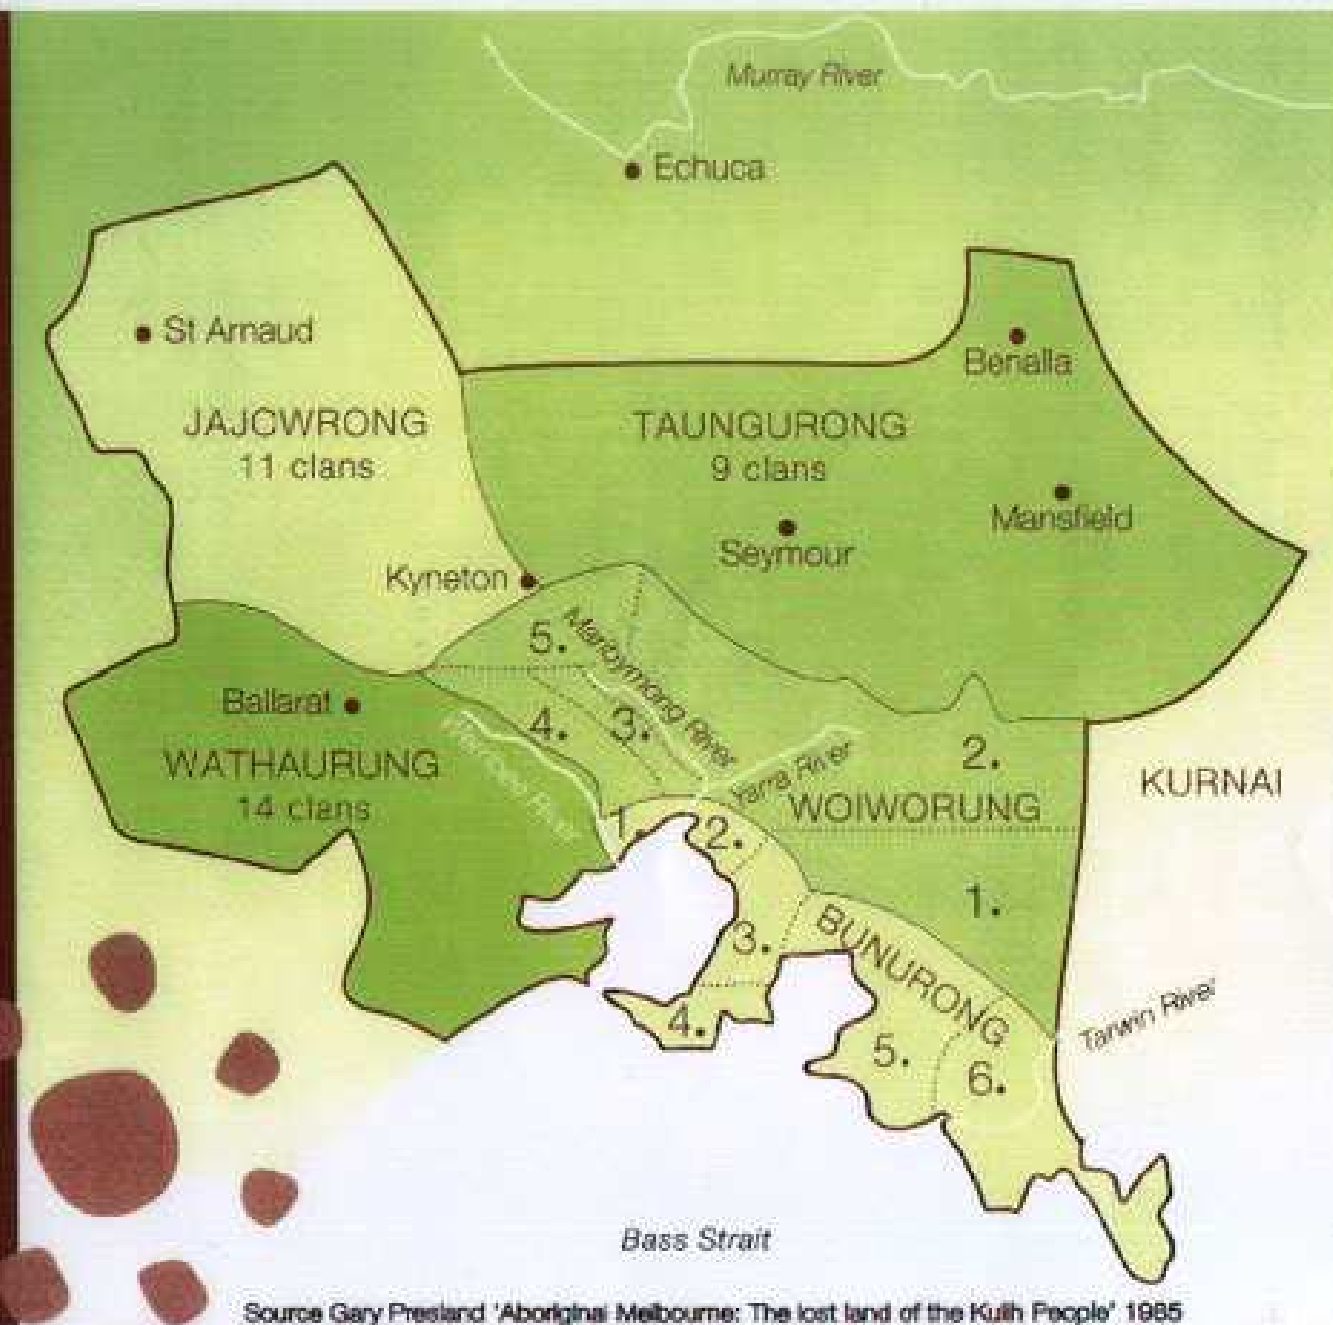 Murray River
Echuca
St Arnaud
Benalla
JAJOWRONG
11 clans
TAUNGURONG
9 clans
Mansfield
Seymour
Kyneton
5.
Maribyrnong River
Ballarat
4.
3.
2.
WATHAURUNG
14 clans
Werribee River
Yarra River
WOIWORUNG
KURNAI
1.
2.
1.
BUNURONG
3.
4.
5.
6.
Tarwin River
Bass Strait
Source Gary Presland 'Aboriginal Melbourne: The lost land of the Kulin People' 1985